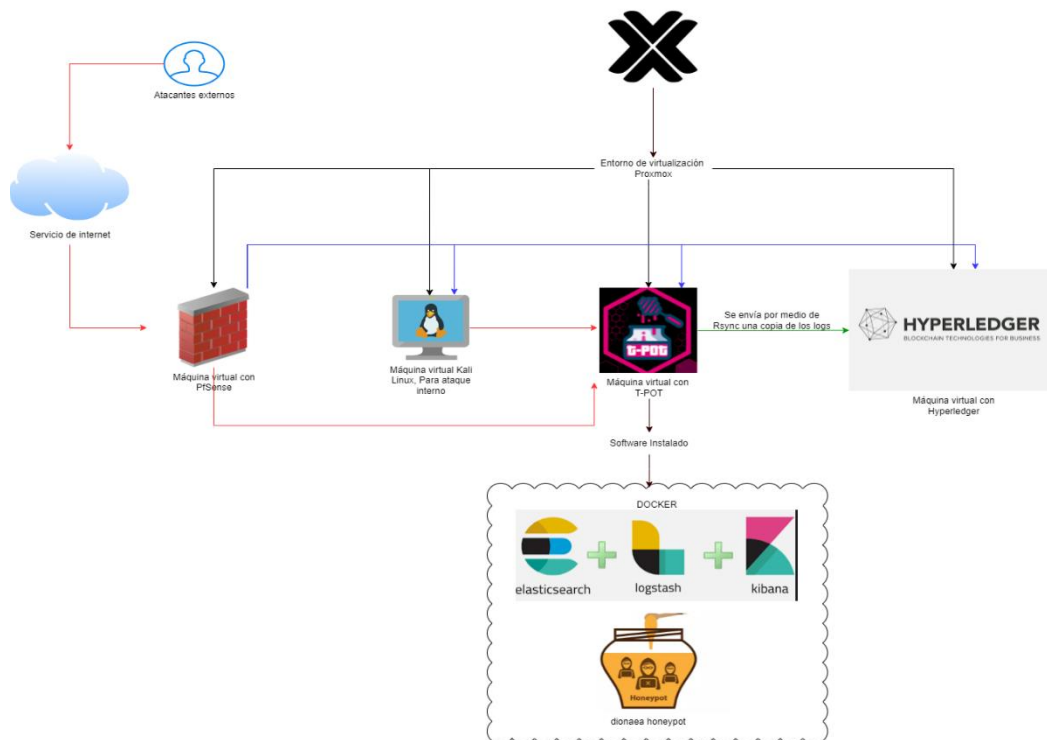 Atacantes externos
Entorno de virtualización
Proxmox
Servicio de internet
Máquina virtual con
PfSense
Máquina virtual Kali
Linux, Para ataque
interno
t-pot
Máquina virtual con
T-POT
Se envía por medio de
Rsync una copia de los logs
HYPERLEDGER
BLOCKCHAIN TECHNOLOGIES FOR BUSINESS
Máquina virtual con
Hyperledger
Software Instalado
DOCKER
elasticsearch
logstash
kibana
Honeypot
dionaea honeypot